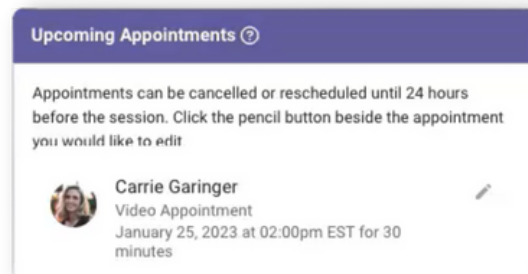 Upcoming Appointments ?
Appointments can be cancelled or rescheduled until 24 hours
before the session. Click the pencil button beside the appointment
you would like to edit
Carrie Garinger
Video Appointment
January 25, 2023 at 02:00pm EST for 30
minutes